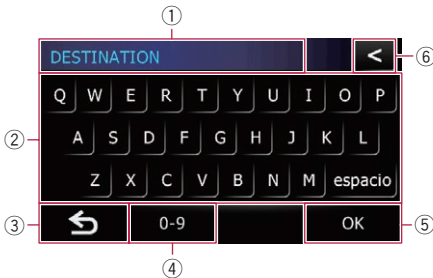 ①
DESTINATION
<
⑥
Q W E R T Y U I O P
②
A S D F G H J K L
Z X C V B N M espacio
③
0-9
OK
⑤
④